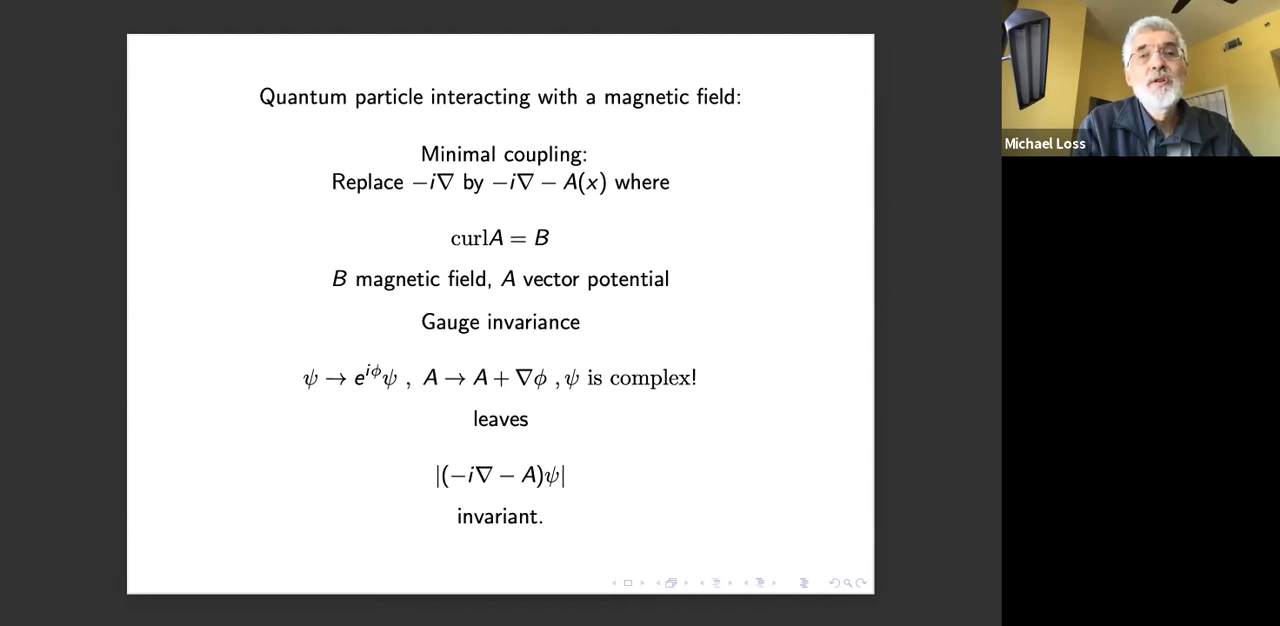 Quantum particle interacting with a magnetic field:
Minimal coupling:
Replace −i∇ by −i∇ − A(x) where
curlA = B
B magnetic field, A vector potential
Gauge invariance
ψ → e^{iϕ}ψ , A → A + ∇ϕ , ψ is complex!
leaves
|(−i∇ − A)ψ|
invariant.
Michael Loss